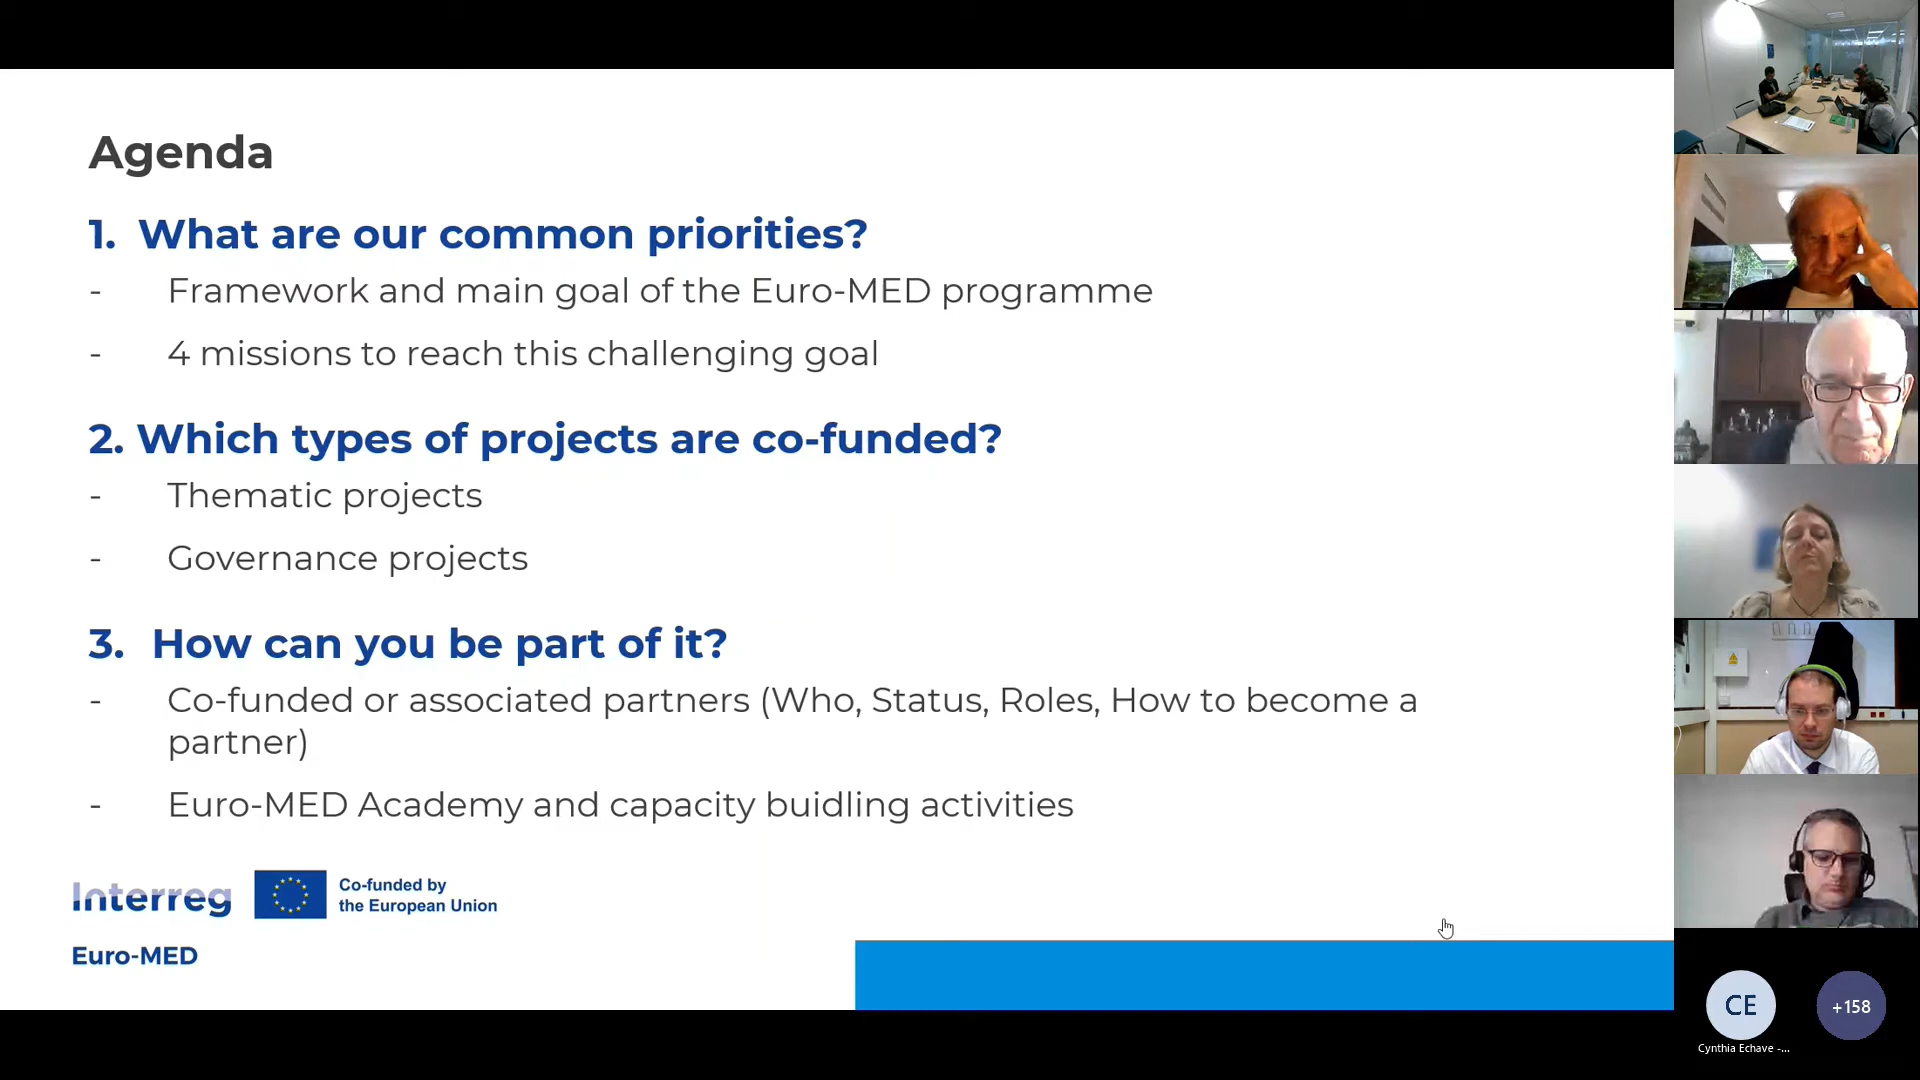 Agenda
1. What are our common priorities?
- Framework and main goal of the Euro-MED programme
- 4 missions to reach this challenging goal
2. Which types of projects are co-funded?
- Thematic projects
- Governance projects
3. How can you be part of it?
- Co-funded or associated partners (Who, Status, Roles, How to become a
partner)
- Euro-MED Academy and capacity buidling activities
Interreg
Co-funded by
the European Union
Euro-MED
CE
+158
Cynthia Echave -...